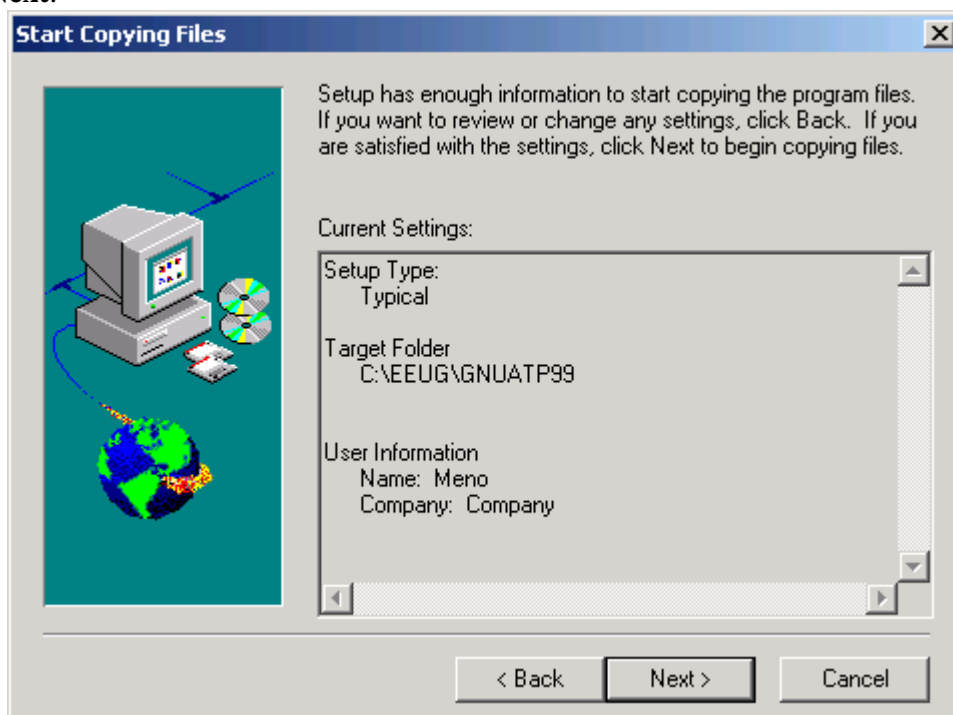 Next.
Start Copying Files
Setup has enough information to start copying the program files.
If you want to review or change any settings, click Back. If you
are satisfied with the settings, click Next to begin copying files.
Current Settings:
Setup Type:
Typical
Target Folder
C:\EEUG\GNUATP99
User Information
Name: Meno
Company: Company
< Back
Next >
Cancel